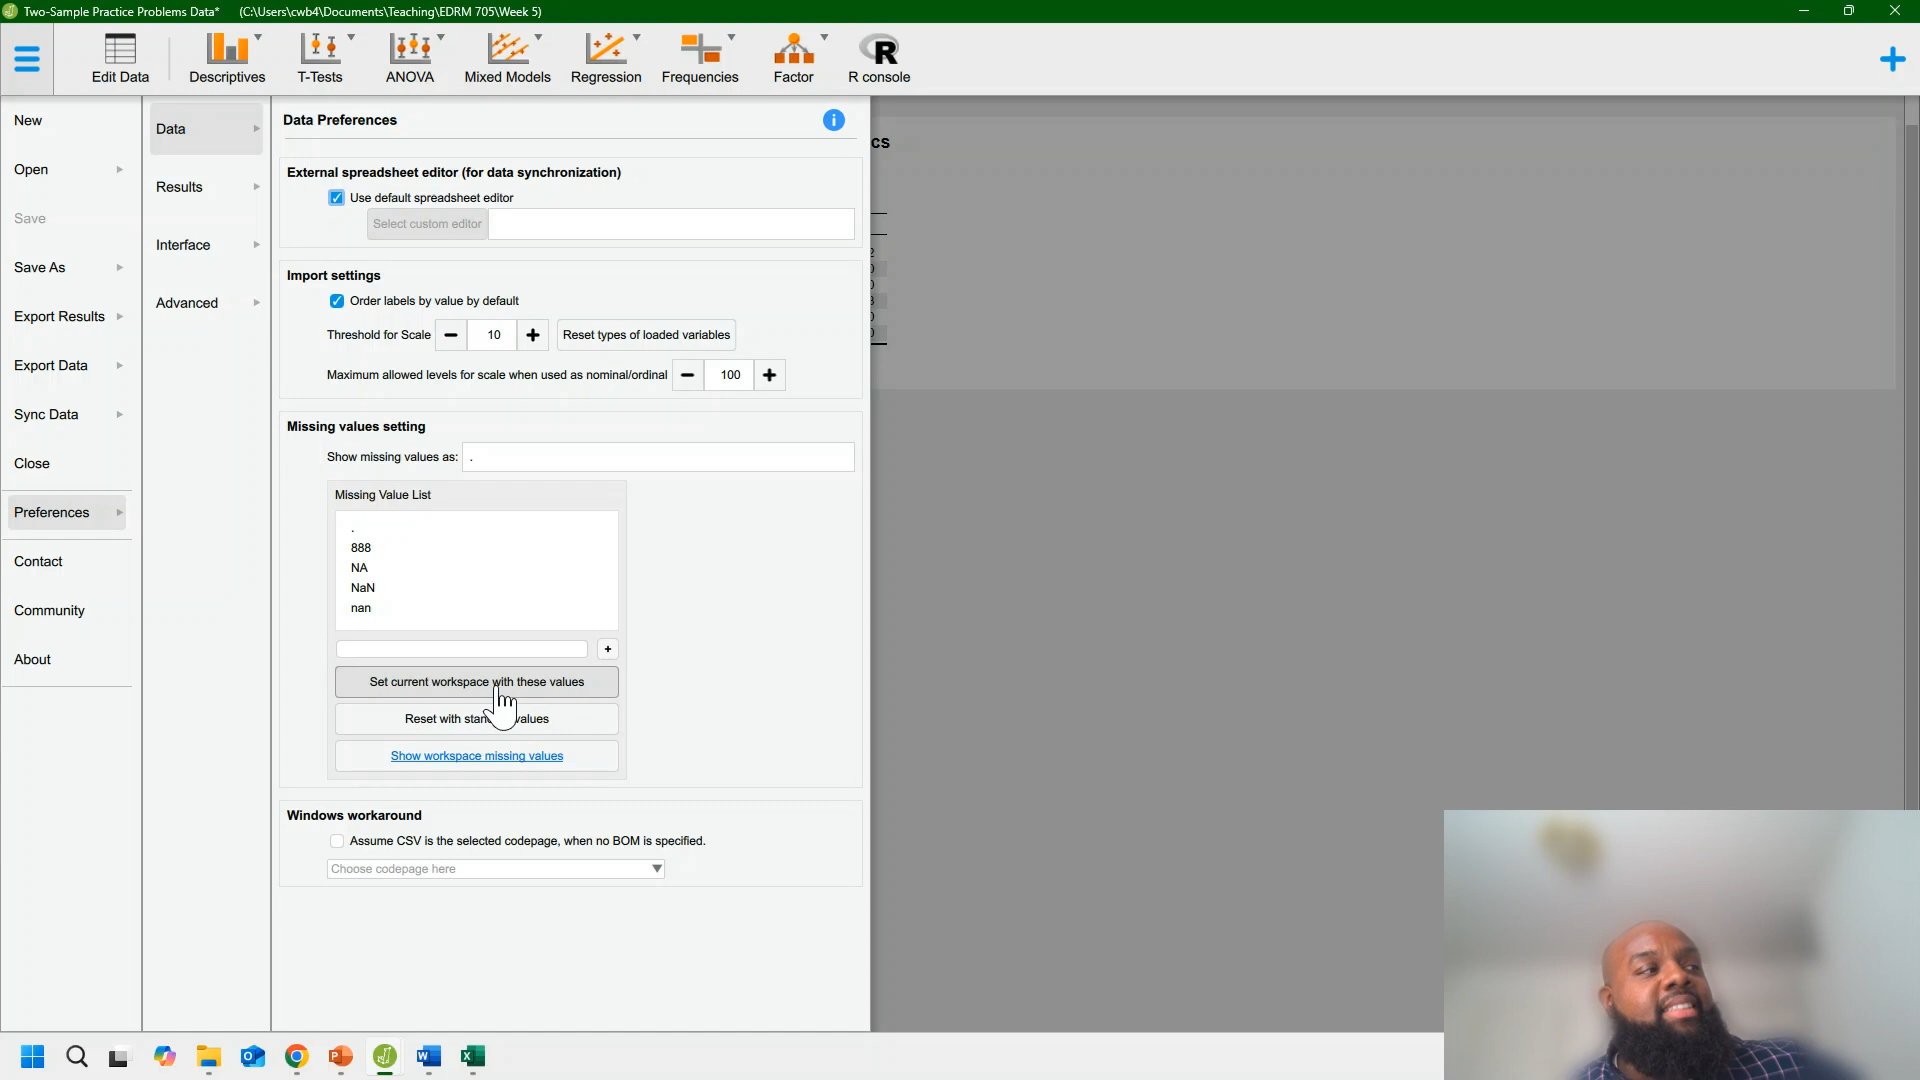 Two-Sample Practice Problems Data* (C:\Users\cwb4\Documents\Teaching\EDRM 705\Week 5)
Edit Data
Descriptives
T-Tests
ANOVA
Mixed Models
Regression
Frequencies
Factor
R console
New
Open
Save
Save As
Export Results
Export Data
Sync Data
Close
Preferences
Contact
Community
About
Data
Results
Interface
Advanced
Data Preferences
External spreadsheet editor (for data synchronization)
Use default spreadsheet editor
Select custom editor
Import settings
Order labels by value by default
Threshold for Scale - 10 + Reset types of loaded variables
Maximum allowed levels for scale when used as nominal/ordinal - 100 +
Missing values setting
Show missing values as: .
Missing Value List
.
888
NA
NaN
nan
+
Set current workspace with these values
Reset with values
Show workspace missing values
Windows workaround
Assume CSV is the selected codepage, when no BOM is specified.
Choose codepage here
cs